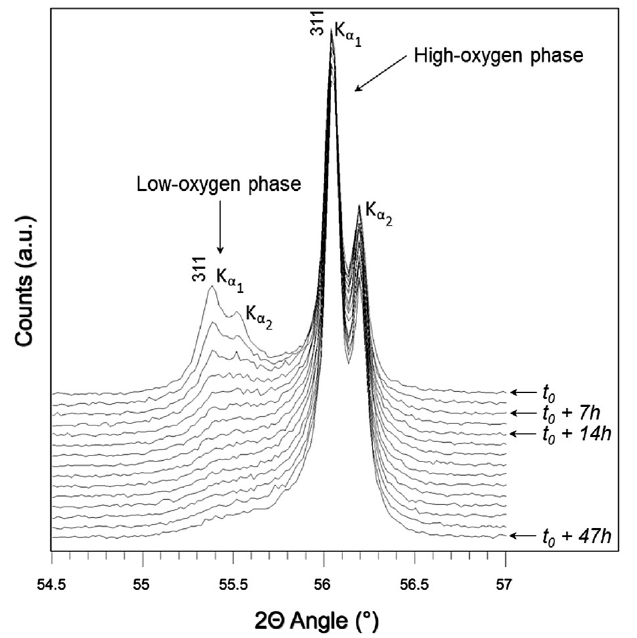 311
Kα1
High-oxygen phase
Low-oxygen phase
Kα2
311
Kα1
Kα2
Counts (a.u.)
t0
t0 + 7h
t0 + 14h
t0 + 47h
54.5 55 55.5 56 56.5 57
2Θ Angle (°)